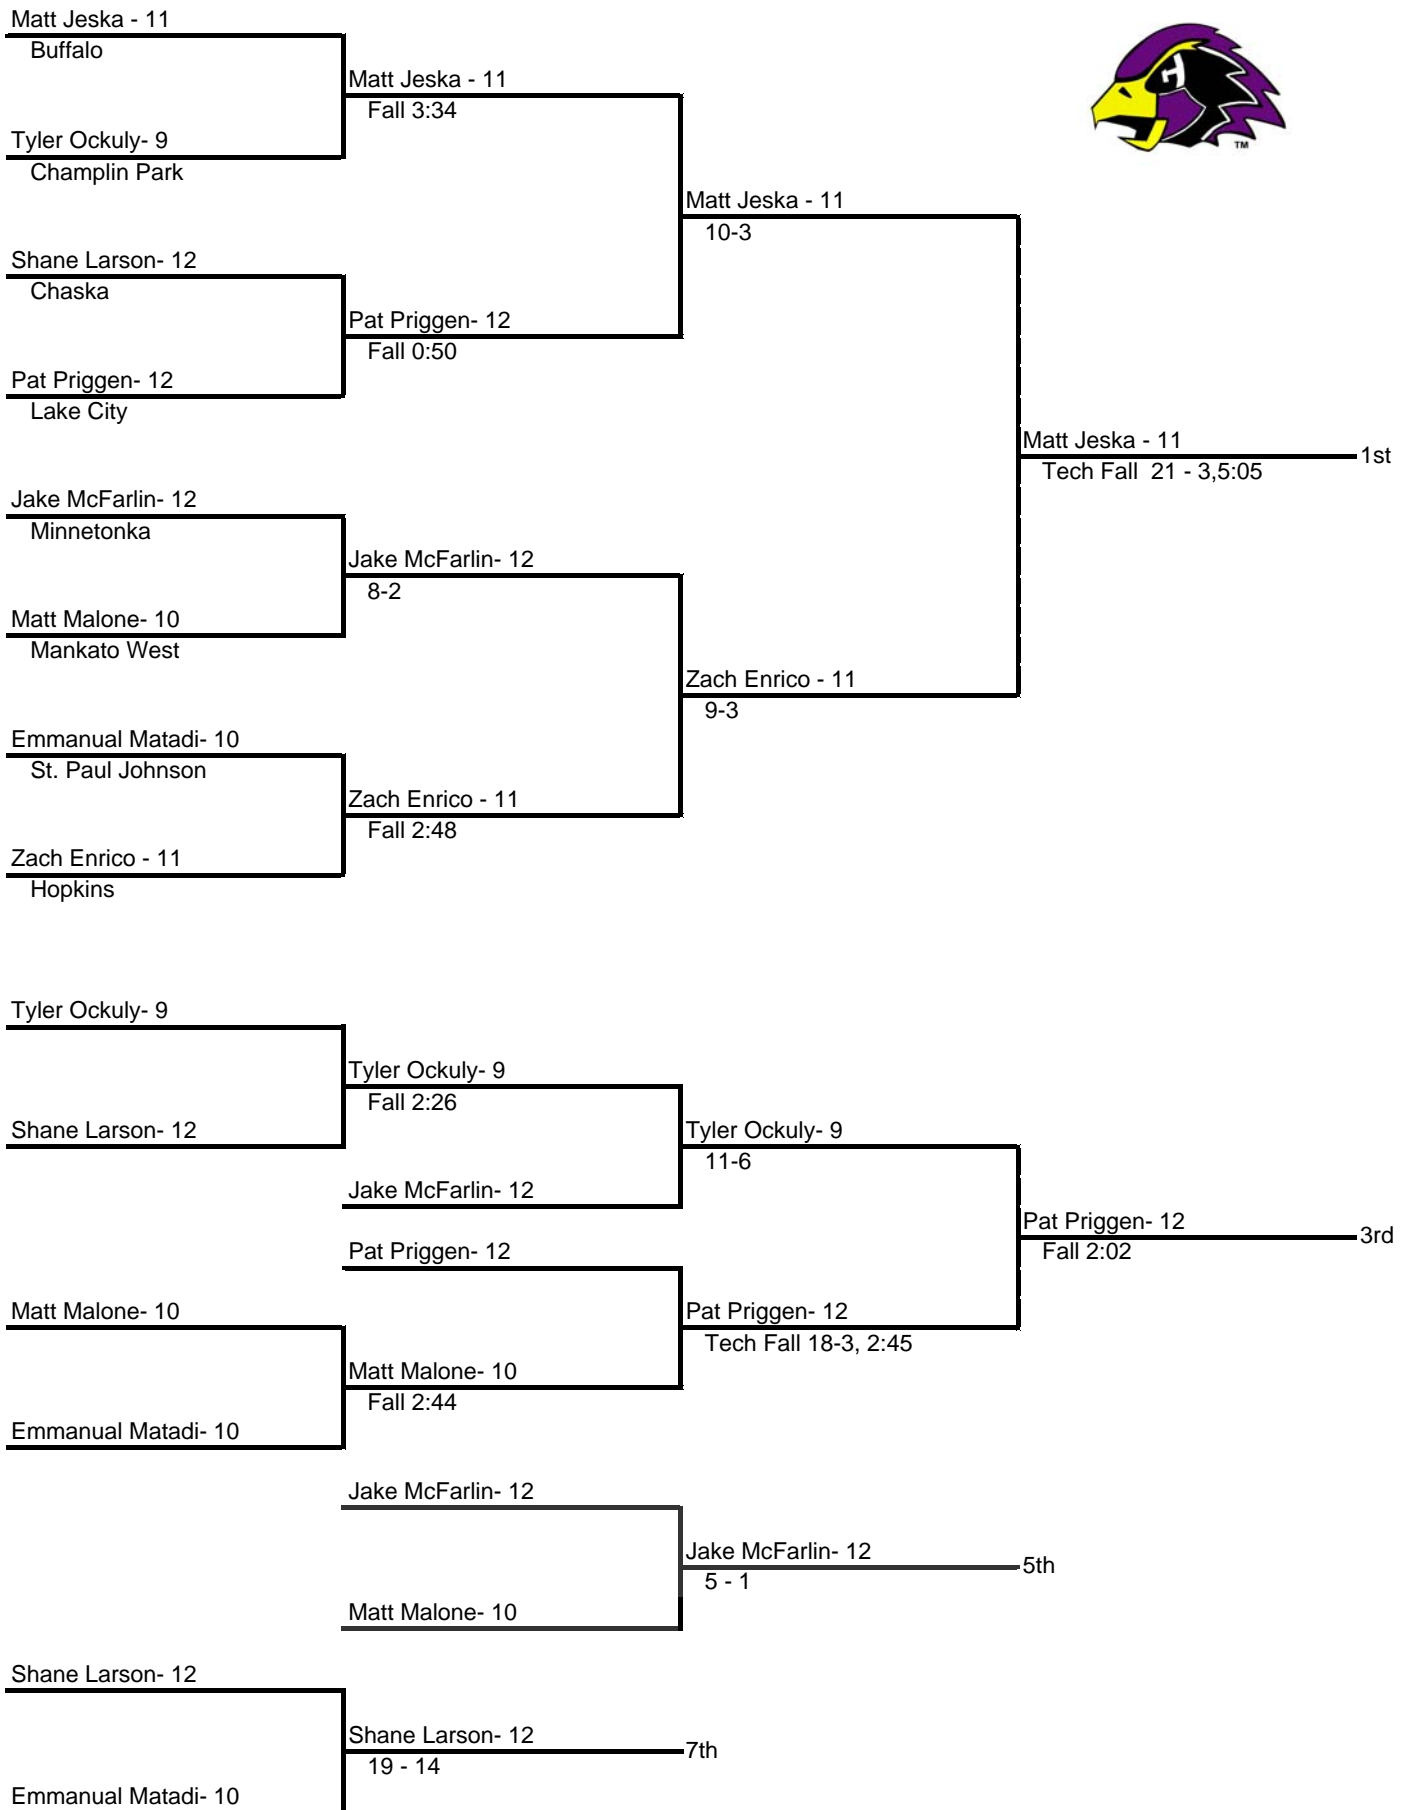 Matt Jeska - 11
Buffalo
Matt Jeska - 11
Fall 3:34
Tyler Ockuly- 9
Champlin Park
TM
Matt Jeska - 11
10-3
Shane Larson- 12
Chaska
Pat Priggen- 12
Fall 0:50
Pat Priggen- 12
Lake City
Matt Jeska - 11
1st
Tech Fall  21 - 3,5:05
Jake McFarlin- 12
Minnetonka
Jake McFarlin- 12
8-2
Matt Malone- 10
Mankato West
Zach Enrico - 11
9-3
Emmanual Matadi- 10
St. Paul Johnson
Zach Enrico - 11
Fall 2:48
Zach Enrico - 11
Hopkins
Tyler Ockuly- 9
Tyler Ockuly- 9
Fall 2:26
Shane Larson- 12
Tyler Ockuly- 9
11-6
Jake McFarlin- 12
Pat Priggen- 12
3rd
Fall 2:02
Pat Priggen- 12
Matt Malone- 10
Pat Priggen- 12
Tech Fall 18-3, 2:45
Matt Malone- 10
Fall 2:44
Emmanual Matadi- 10
Jake McFarlin- 12
Jake McFarlin- 12
5th
5 - 1
Matt Malone- 10
Shane Larson- 12
Shane Larson- 12
7th
19 - 14
Emmanual Matadi- 10